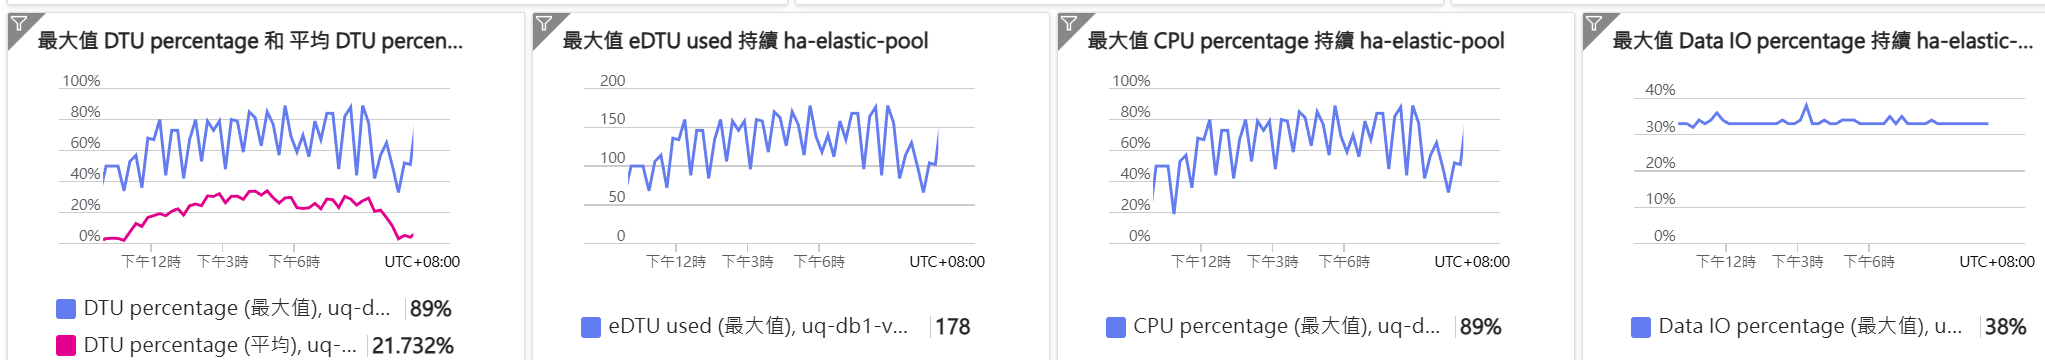 最大值 DTU percentage 和 平均 DTU percen...
100%
80%
60%
40%
20%
0%
下午12時 下午3時 下午6時 UTC+08:00
DTU percentage (最大值), uq-d... 89%
DTU percentage (平均), uq-... 21.732%
最大值 eDTU used 持續 ha-elastic-pool
200
150
100
50
0
下午12時 下午3時 下午6時 UTC+08:00
eDTU used (最大值), uq-db1-v... 178
最大值 CPU percentage 持續 ha-elastic-pool
100%
80%
60%
40%
20%
0%
下午12時 下午3時 下午6時 UTC+08:00
CPU percentage (最大值), uq-d... 89%
最大值 Data IO percentage 持續 ha-elastic-...
40%
30%
20%
10%
0%
下午12時 下午3時 下午6時 UTC+08:00
Data IO percentage (最大值), u... 38%